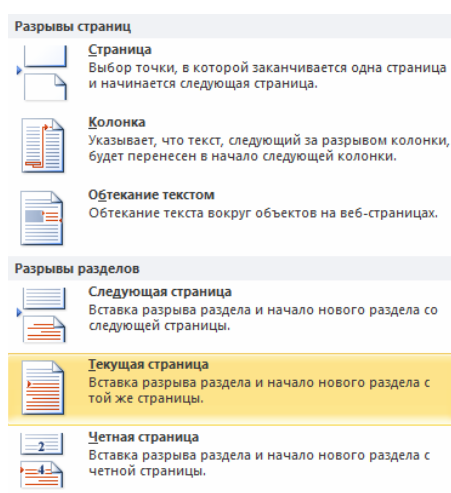 Разрывы страниц
Страница
Выбор точки, в которой заканчивается одна страница
и начинается следующая страница.
Колонка
Указывает, что текст, следующий за разрывом колонки,
будет перенесен в начало следующей колонки.
Обтекание текстом
Обтекание текста вокруг объектов на веб-страницах.
Разрывы разделов
Следующая страница
Вставка разрыва раздела и начало нового раздела со
следующей страницы.
Текущая страница
Вставка разрыва раздела и начало нового раздела с
той же страницы.
2
4
Четная страница
Вставка разрыва раздела и начало нового раздела с
четной страницы.